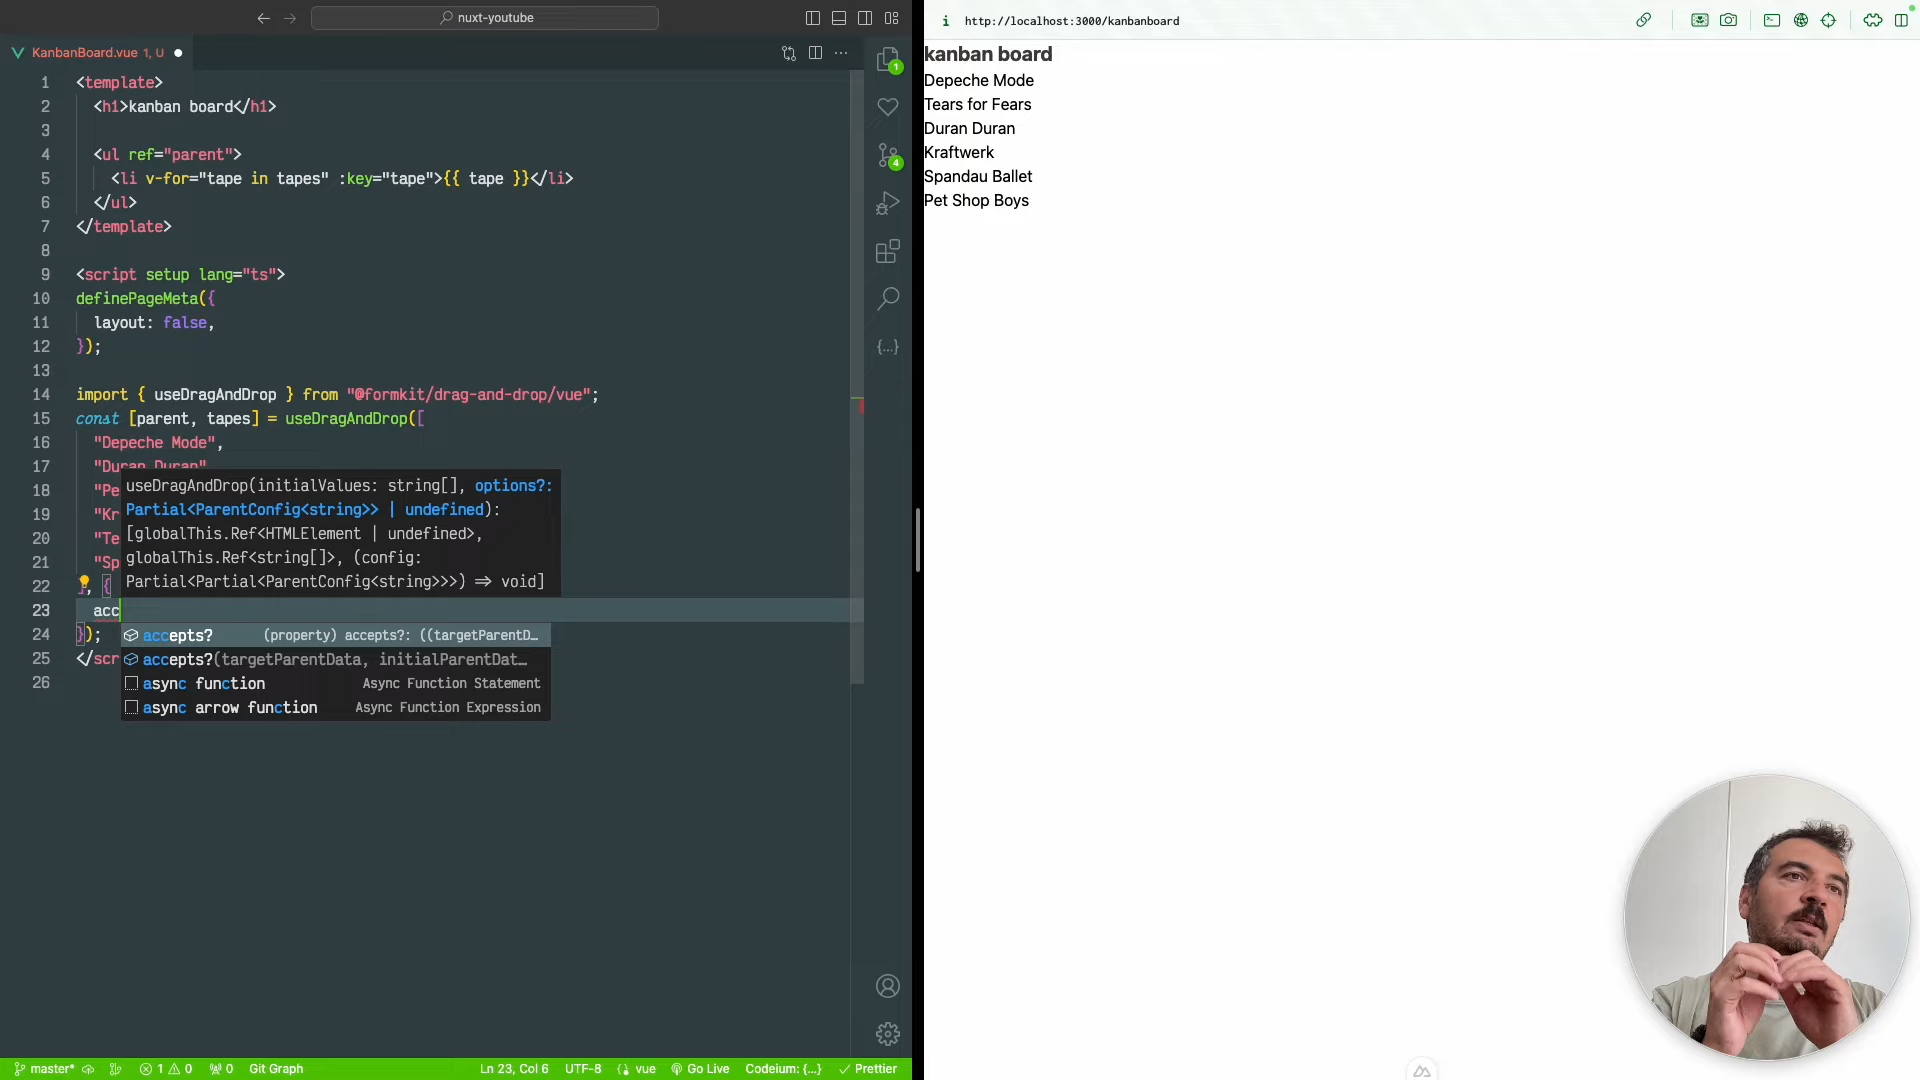 nuxt-youtube
KanbanBoard.vue 1, U
1 <template>
2 <h1>kanban board</h1>
3
4 <ul ref="parent">
5 <li v-for="tape in tapes" :key="tape">{{ tape }}</li>
6 </ul>
7 </template>
8
9 <script setup lang="ts">
10 definePageMeta({
11 layout: false,
12 });
13
14 import { useDragAndDrop } from "@formkit/drag-and-drop/vue";
15 const [parent, tapes] = useDragAndDrop([
16 "Depeche Mode",
17 "Duran Duran",
18 "Pe
19 "Kr
20 "Te
21 "Sp
22 ], {
23 acc
24 });
25 </scr
26
useDragAndDrop(initialValues: string[], options?:
Partial<ParentConfig<string>> | undefined):
[globalThis.Ref<HTMLElement | undefined>,
globalThis.Ref<string[]>, (config:
Partial<Partial<ParentConfig<string>>>) => void]
accepts? (property) accepts?: ((targetParentD…
accepts?(targetParentData, initialParentDat…
async function Async Function Statement
async arrow function Async Function Expression
1
4
{...}
master* 1 0 0 Git Graph
Ln 23, Col 6 UTF-8 vue Go Live Codeium: {...} Prettier
http://localhost:3000/kanbanboard
kanban board
Depeche Mode
Tears for Fears
Duran Duran
Kraftwerk
Spandau Ballet
Pet Shop Boys